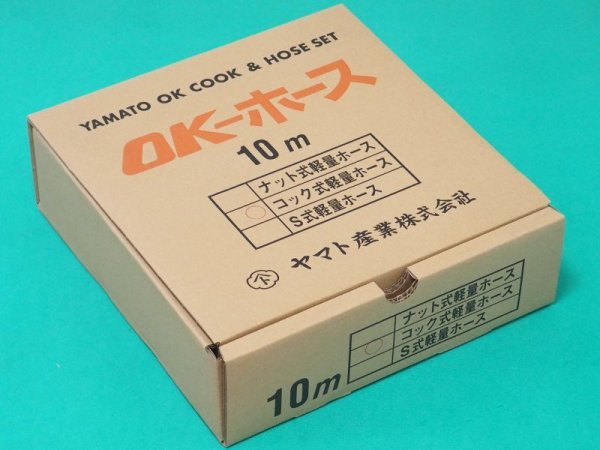 YAMATO OK COOK & HOSE SET
OK-ホース
10m
ナット式軽量ホース
コック式軽量ホース
S式軽量ホース
ヤマト産業株式会社
ナット式軽量ホース
コック式軽量ホース
S式軽量ホース
10m